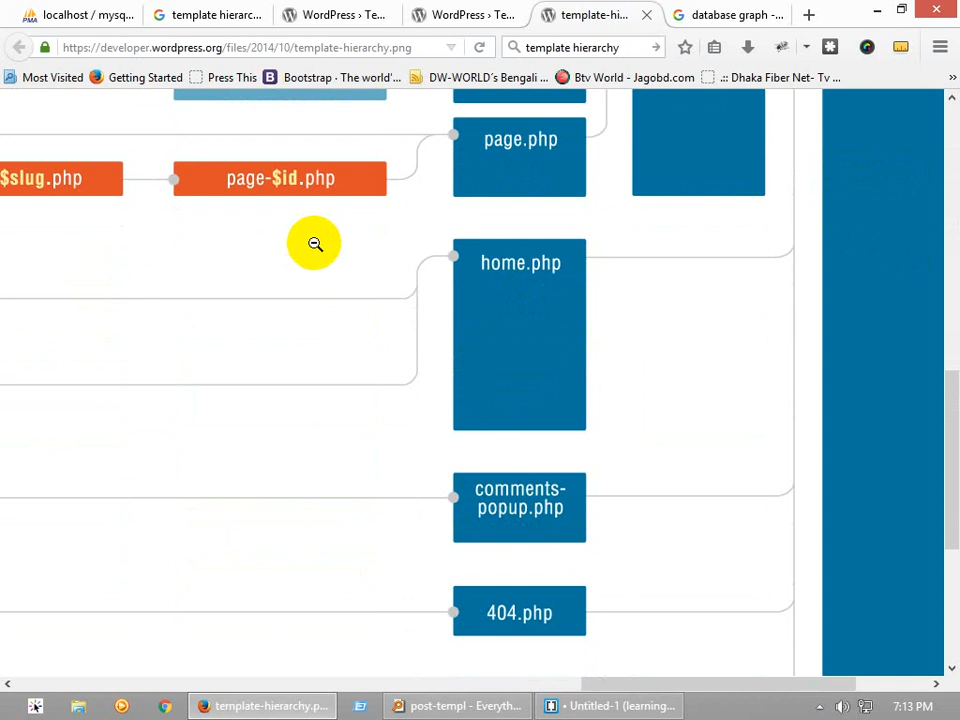 localhost / mysq...
template hierarc...
WordPress › Te...
WordPress › Te...
template-hi...
database graph -...
https://developer.wordpress.org/files/2014/10/template-hierarchy.png
template hierarchy
Most Visited
Getting Started
Press This
Bootstrap · The world'...
DW-WORLD´s Bengali ...
Btv World - Jagobd.com
.:: Dhaka Fiber Net- Tv ...
page.php
$slug.php
page-$id.php
home.php
comments-
popup.php
404.php
template-hierarchy.p...
post-templ - Everyth...
• Untitled-1 (learning...
7:13 PM